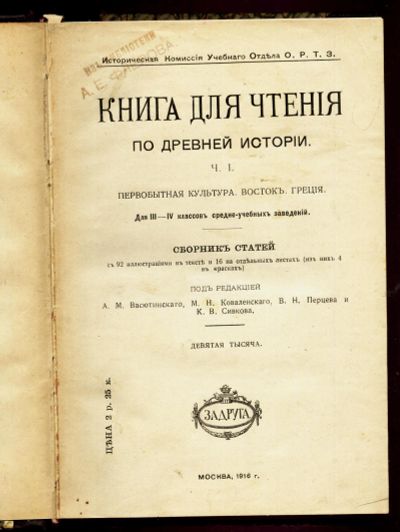 Историческая Комиссія Учебнаго Отдѣла О. Р. Т. З.
ИЗ БИБЛІОТЕКИ
А. Е.
КНИГА ДЛЯ ЧТЕНІЯ
ПО ДРЕВНЕЙ ИСТОРІИ.
Ч. I.
ПЕРВОБЫТНАЯ КУЛЬТУРА. ВОСТОКЪ. ГРЕЦІЯ.
Для III—IV классовъ средне-учебныхъ заведеній.
СБОРНИКЪ СТАТЕЙ
съ 92 иллюстраціями въ текстѣ и 16 на отдѣльныхъ листахъ (изъ нихъ 4
въ краскахъ)
ПОДЪ РЕДАКЦІЕЙ
А. М. Васютинскаго, М. Н. Коваленскаго, В. Н. Перцева и
К. В. Сивкова.
ДЕВЯТАЯ ТЫСЯЧА.
ЦѢНА 2 р. 25 к.
ЗАДРУГА
МОСКВА, 1916 г.